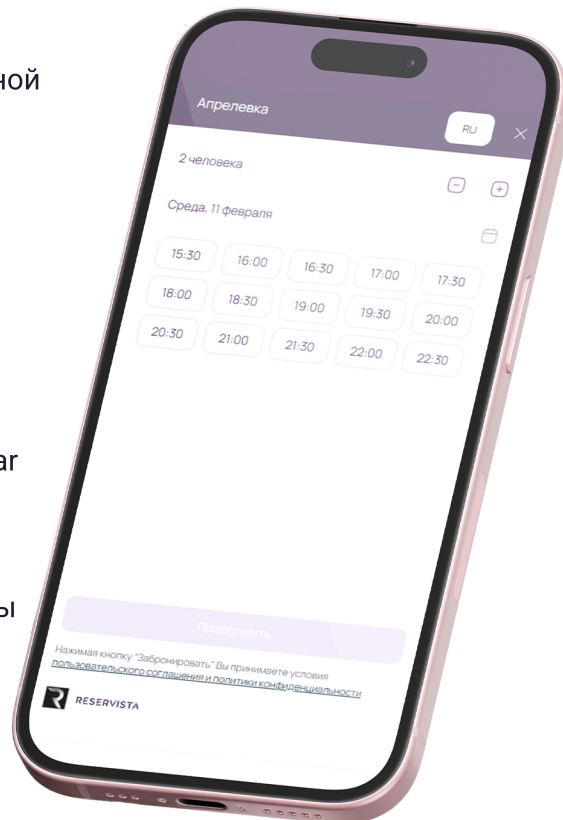 ной
Апрелевка
RU
2 человека
Среда, 11 февраля
15:30 16:00 16:30 17:00 17:30
18:00 18:30 19:00 19:30 20:00
20:30 21:00 21:30 22:00 22:30
ar
ы
Продолжить
Нажимая кнопку "Забронировать" Вы принимаете условия
пользовательского соглашения и политики конфиденциальности
RESERVISTA